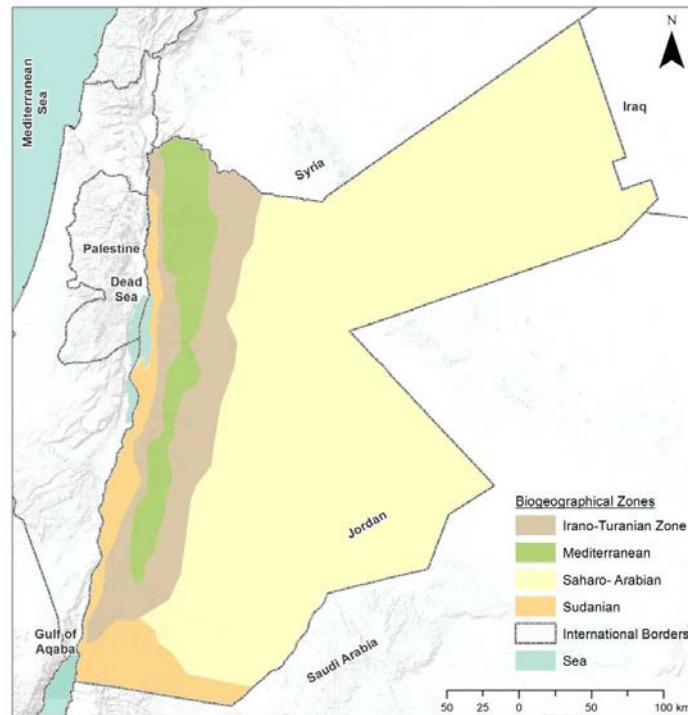 N
Mediterranean
Sea
Iraq
Syria
Palestine
Dead
Sea
Jordan
Gulf of
Aqaba
Saudi Arabia
Biogeographical Zones
Irano-Turanian Zone
Mediterranean
Saharo- Arabian
Sudanian
International Borders
Sea
50 25 0 50 100 km